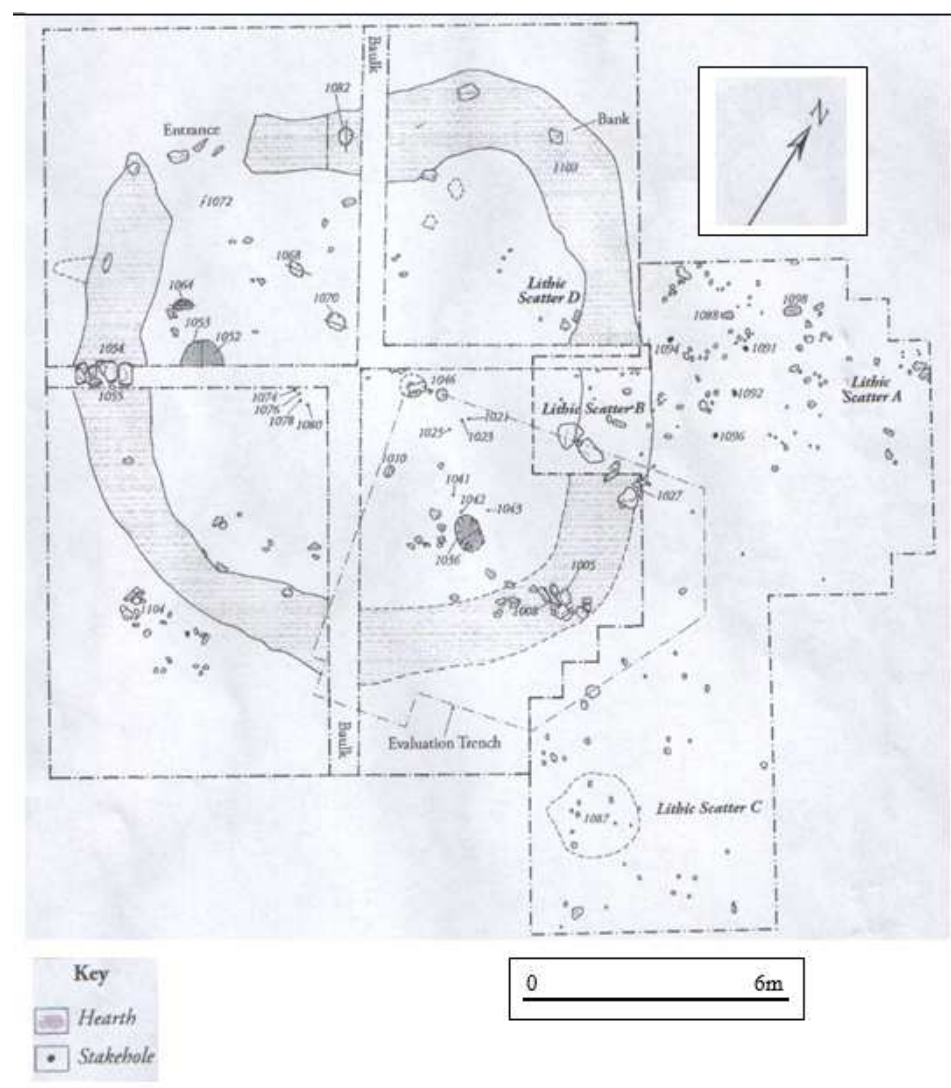 Baulk
1082
Entrance
Bank
1103
N
1072
1068
Lithic
Scatter D
1064
1070
1053
1052
1088
1098
1094
1091
1054
1055
1046
Lithic
Scatter A
1074
1076
1078
1080
Lithic Scatter B
1092
1021
1025
1023
1096
1010
1041
1027
1042
1043
1036
1005
1008
104
Baulk
Evaluation Trench
1087
Lithic Scatter C
Key
Hearth
Stakehole
0 6m